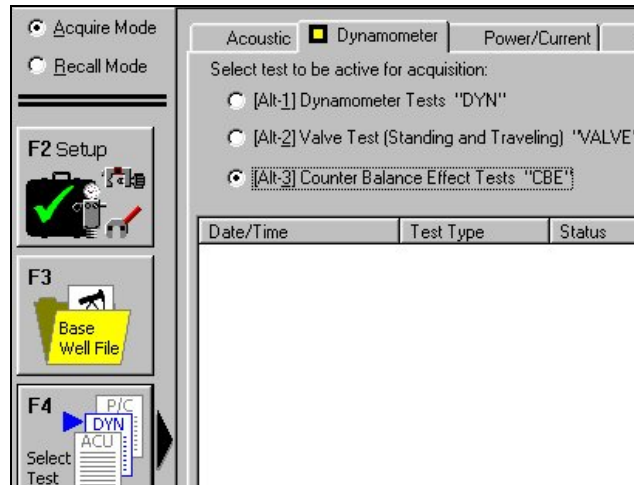 Acquire Mode
Recall Mode
F2 Setup
F3
Base
Well File
F4
P/C
DYN
ACU
Select
Test
Acoustic Dynamometer Power/Current
Select test to be active for acquisition:
[Alt-1] Dynamometer Tests "DYN"
[Alt-2] Valve Test (Standing and Traveling) "VALVE"
[Alt-3] Counter Balance Effect Tests "CBE"
Date/Time Test Type Status